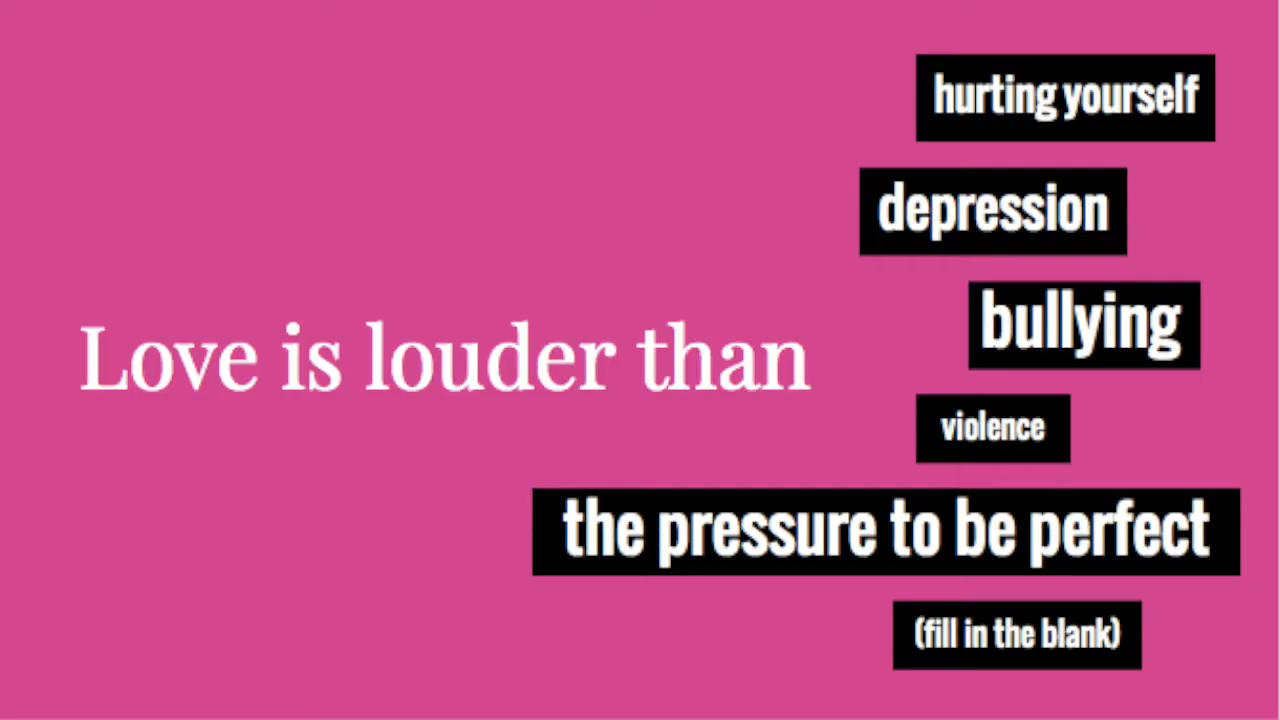 hurting yourself
depression
bullying
Love is louder than
violence
the pressure to be perfect
(fill in the blank)